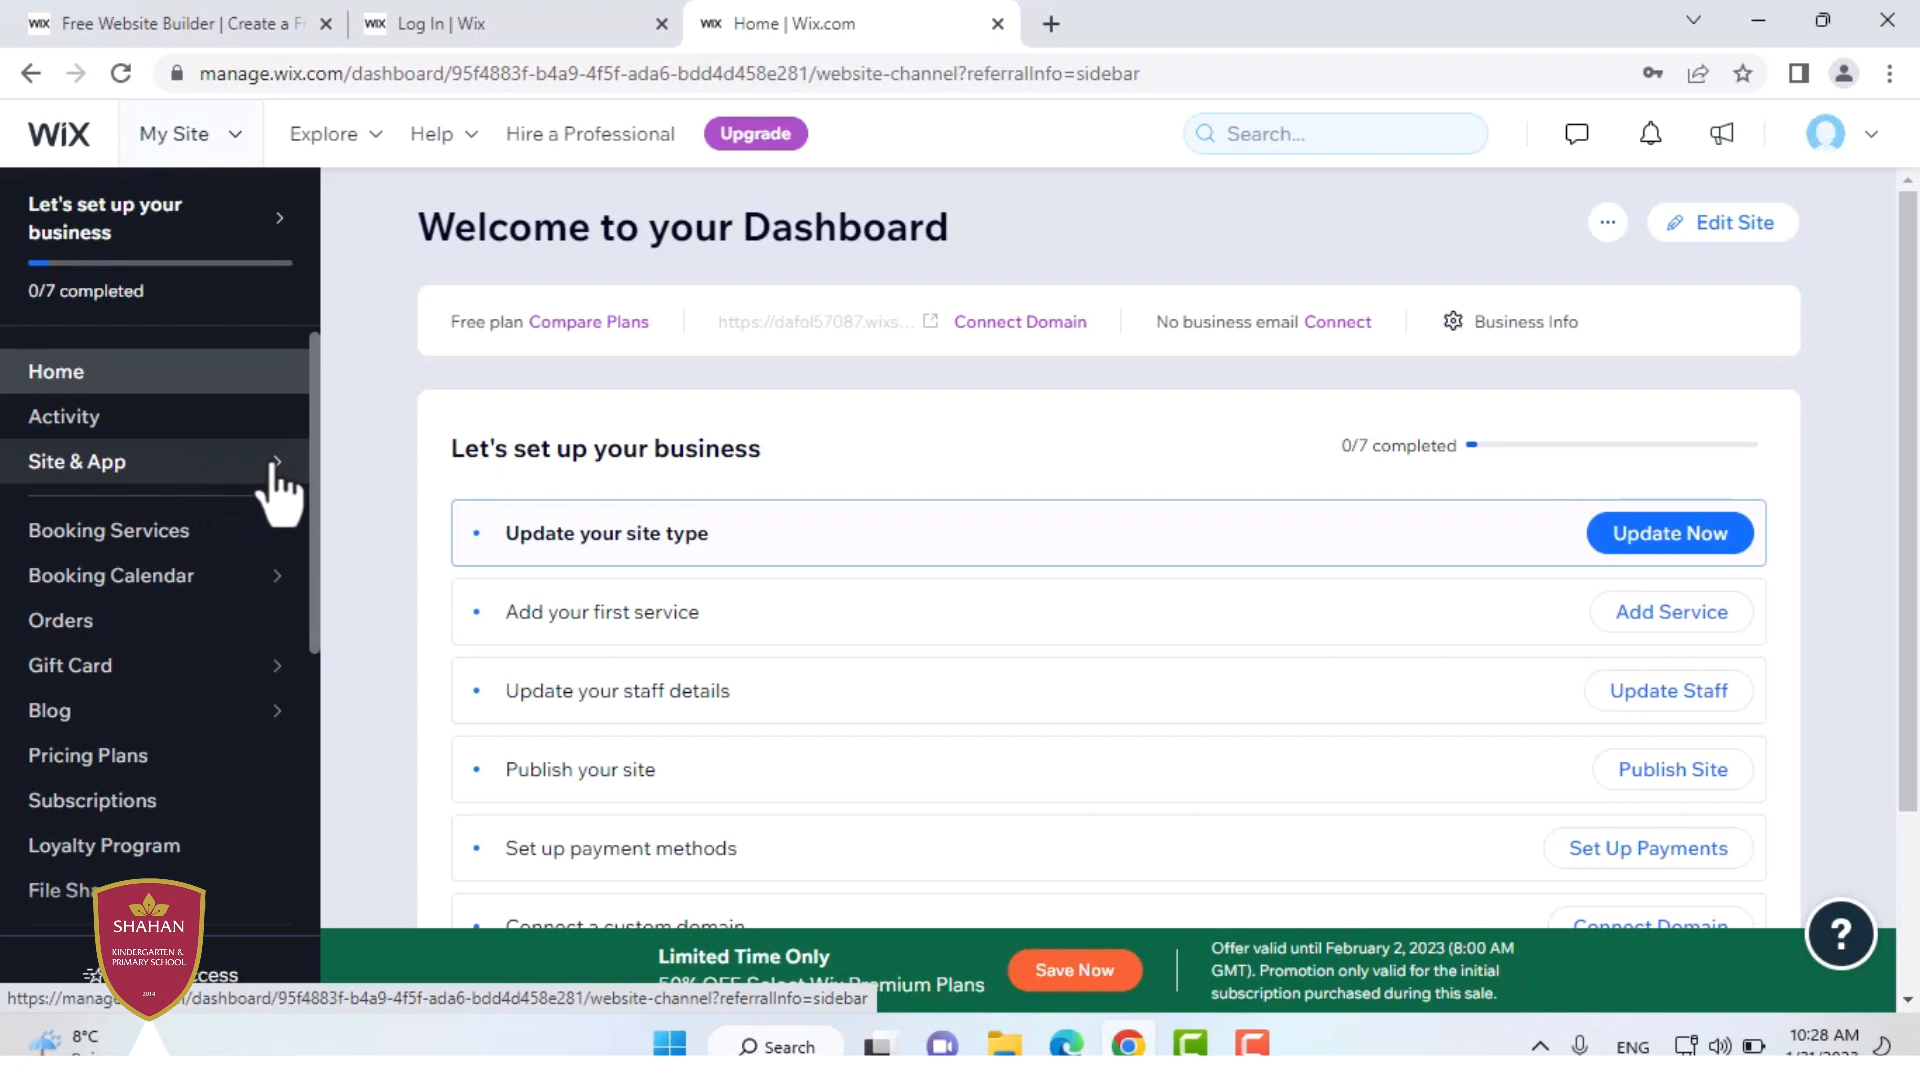 WIX Free Website Builder | Create a Fr
WIX Log In | Wix
WIX Home | Wix.com
manage.wix.com/dashboard/95f4883f-b4a9-4f5f-ada6-bdd4d458e281/website-channel?referralInfo=sidebar
WIX
My Site
Explore
Help
Hire a Professional
Upgrade
Search...
Let's set up your
business
0/7 completed
Home
Activity
Site & App
Booking Services
Booking Calendar
Orders
Gift Card
Blog
Pricing Plans
Subscriptions
Loyalty Program
File Sha
Welcome to your Dashboard
Edit Site
Free plan Compare Plans
https://dafol57087.wixs... Connect Domain
No business email Connect
Business Info
Let's set up your business
0/7 completed
Update your site type
Update Now
Add your first service
Add Service
Update your staff details
Update Staff
Publish your site
Publish Site
Set up payment methods
Set Up Payments
Connect a custom domain
Connect Domain
Limited Time Only
50% OFF Select Wix Premium Plans
Save Now
Offer valid until February 2, 2023 (8:00 AM
GMT). Promotion only valid for the initial
subscription purchased during this sale.
?
SHAHAN
KINDERGARTEN &
PRIMARY SCHOOL
2014
cess
https://manage /dashboard/95f4883f-b4a9-4f5f-ada6-bdd4d458e281/website-channel?referralInfo=sidebar
8°C
Search
ENG
10:28 AM
1/31/2023